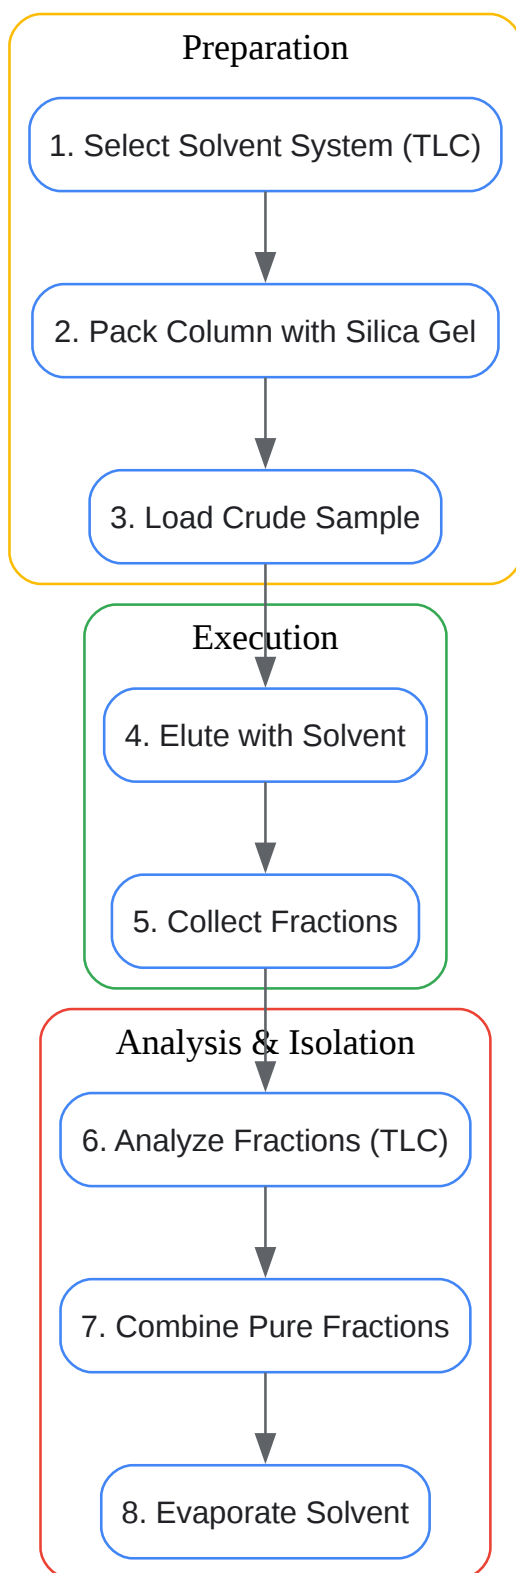 Preparation
1. Select Solvent System (TLC)
2. Pack Column with Silica Gel
3. Load Crude Sample
Execution
4. Elute with Solvent
5. Collect Fractions
Analysis & Isolation
6. Analyze Fractions (TLC)
7. Combine Pure Fractions
8. Evaporate Solvent